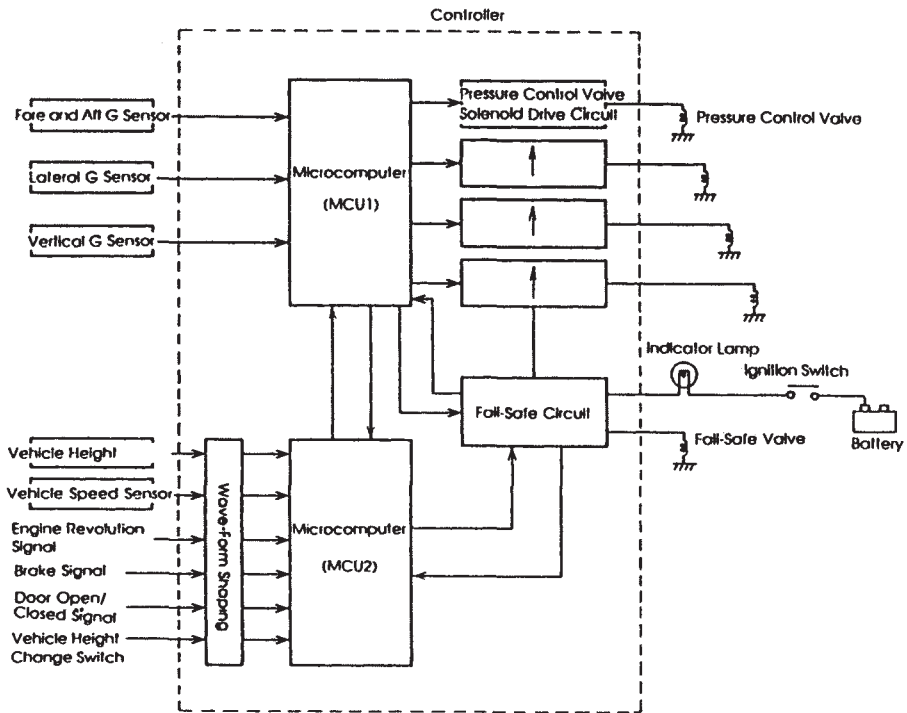 Controller
Fore and Aft G Sensor
Lateral G Sensor
Vertical G Sensor
Microcomputer
(MCU1)
Pressure Control Valve
Solenoid Drive Circuit
Pressure Control Valve
Indicator Lamp
Ignition Switch
Battery
Fail-Safe Circuit
Fail-Safe Valve
Vehicle Height
Vehicle Speed Sensor
Engine Revolution
Signal
Brake Signal
Door Open/
Closed Signal
Vehicle Height
Change Switch
Wave-Form Shaping
Microcomputer
(MCU2)